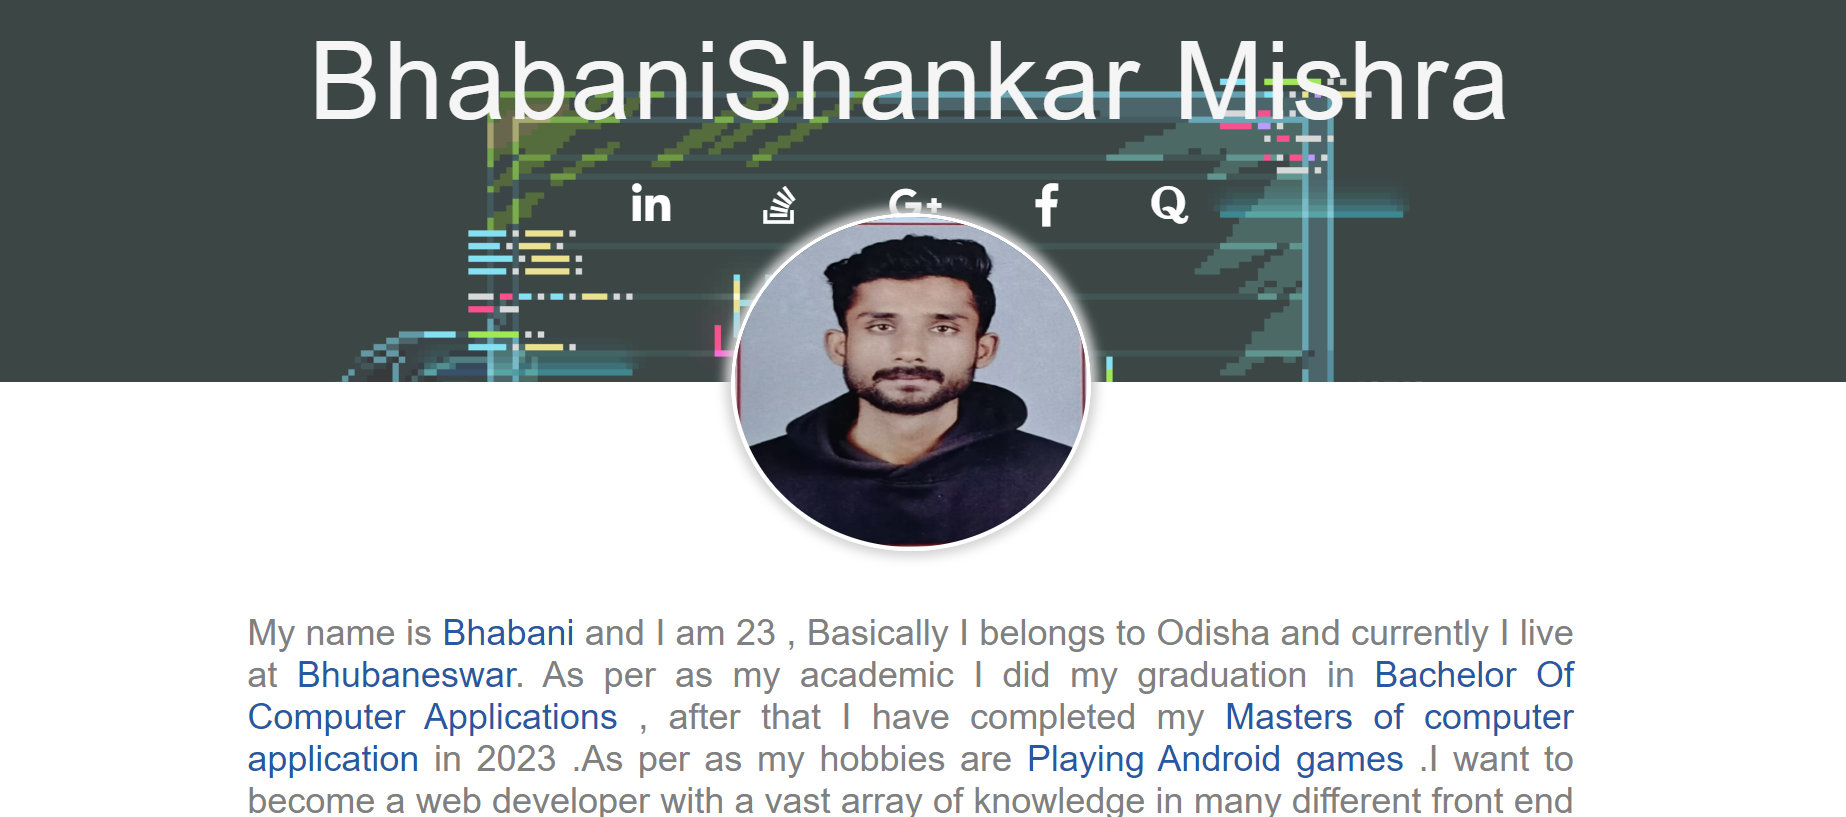 BhabaniShankar Mishra
in G+ f Q
My name is Bhabani and I am 23 , Basically I belongs to Odisha and currently I live
at Bhubaneswar. As per as my academic I did my graduation in Bachelor Of
Computer Applications , after that I have completed my Masters of computer
application in 2023 .As per as my hobbies are Playing Android games .I want to
become a web developer with a vast array of knowledge in many different front end